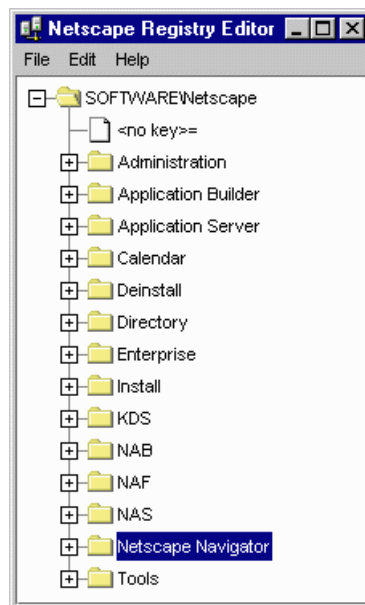 Netscape Registry Editor
File Edit Help
SOFTWARE\Netscape
<no key>=
Administration
Application Builder
Application Server
Calendar
Deinstall
Directory
Enterprise
Install
KDS
NAB
NAF
NAS
Netscape Navigator
Tools